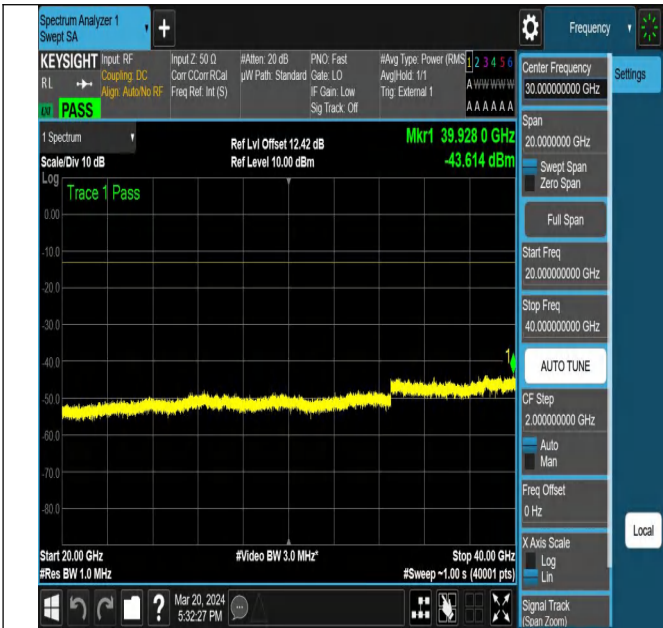 Spectrum Analyzer 1
Swept SA
+
Frequency
KEYSIGHT
RL
PASS
Input: RF
Coupling: DC
Align: Auto/No RF
Input Z: 50 Ω
Corr CCorr RCal
Freq Ref: Int (S)
#Atten: 20 dB
µW Path: Standard
PNO: Fast
Gate: LO
IF Gain: Low
Sig Track: Off
#Avg Type: Power (RMS
Avg|Hold: 1/1
Trig: External 1
1 2 3 4 5 6
A W W W W W
A A A A A A
1 Spectrum
Scale/Div 10 dB
Ref Lvl Offset 12.42 dB
Ref Level 10.00 dBm
Mkr1 39.928 0 GHz
-43.614 dBm
Log
Trace 1 Pass
0.00
-10.0
-20.0
-30.0
-40.0
-50.0
-60.0
-70.0
-80.0
1
Start 20.00 GHz
#Res BW 1.0 MHz
#Video BW 3.0 MHz*
Stop 40.00 GHz
#Sweep ~1.00 s (40001 pts)
Mar 20, 2024
5:32:27 PM
Center Frequency
30.000000000 GHz
Settings
Span
20.0000000 GHz
Swept Span
Zero Span
Full Span
Start Freq
20.000000000 GHz
Stop Freq
40.000000000 GHz
AUTO TUNE
CF Step
2.000000000 GHz
Auto
Man
Freq Offset
0 Hz
X Axis Scale
Log
Lin
Local
Signal Track
(Span Zoom)